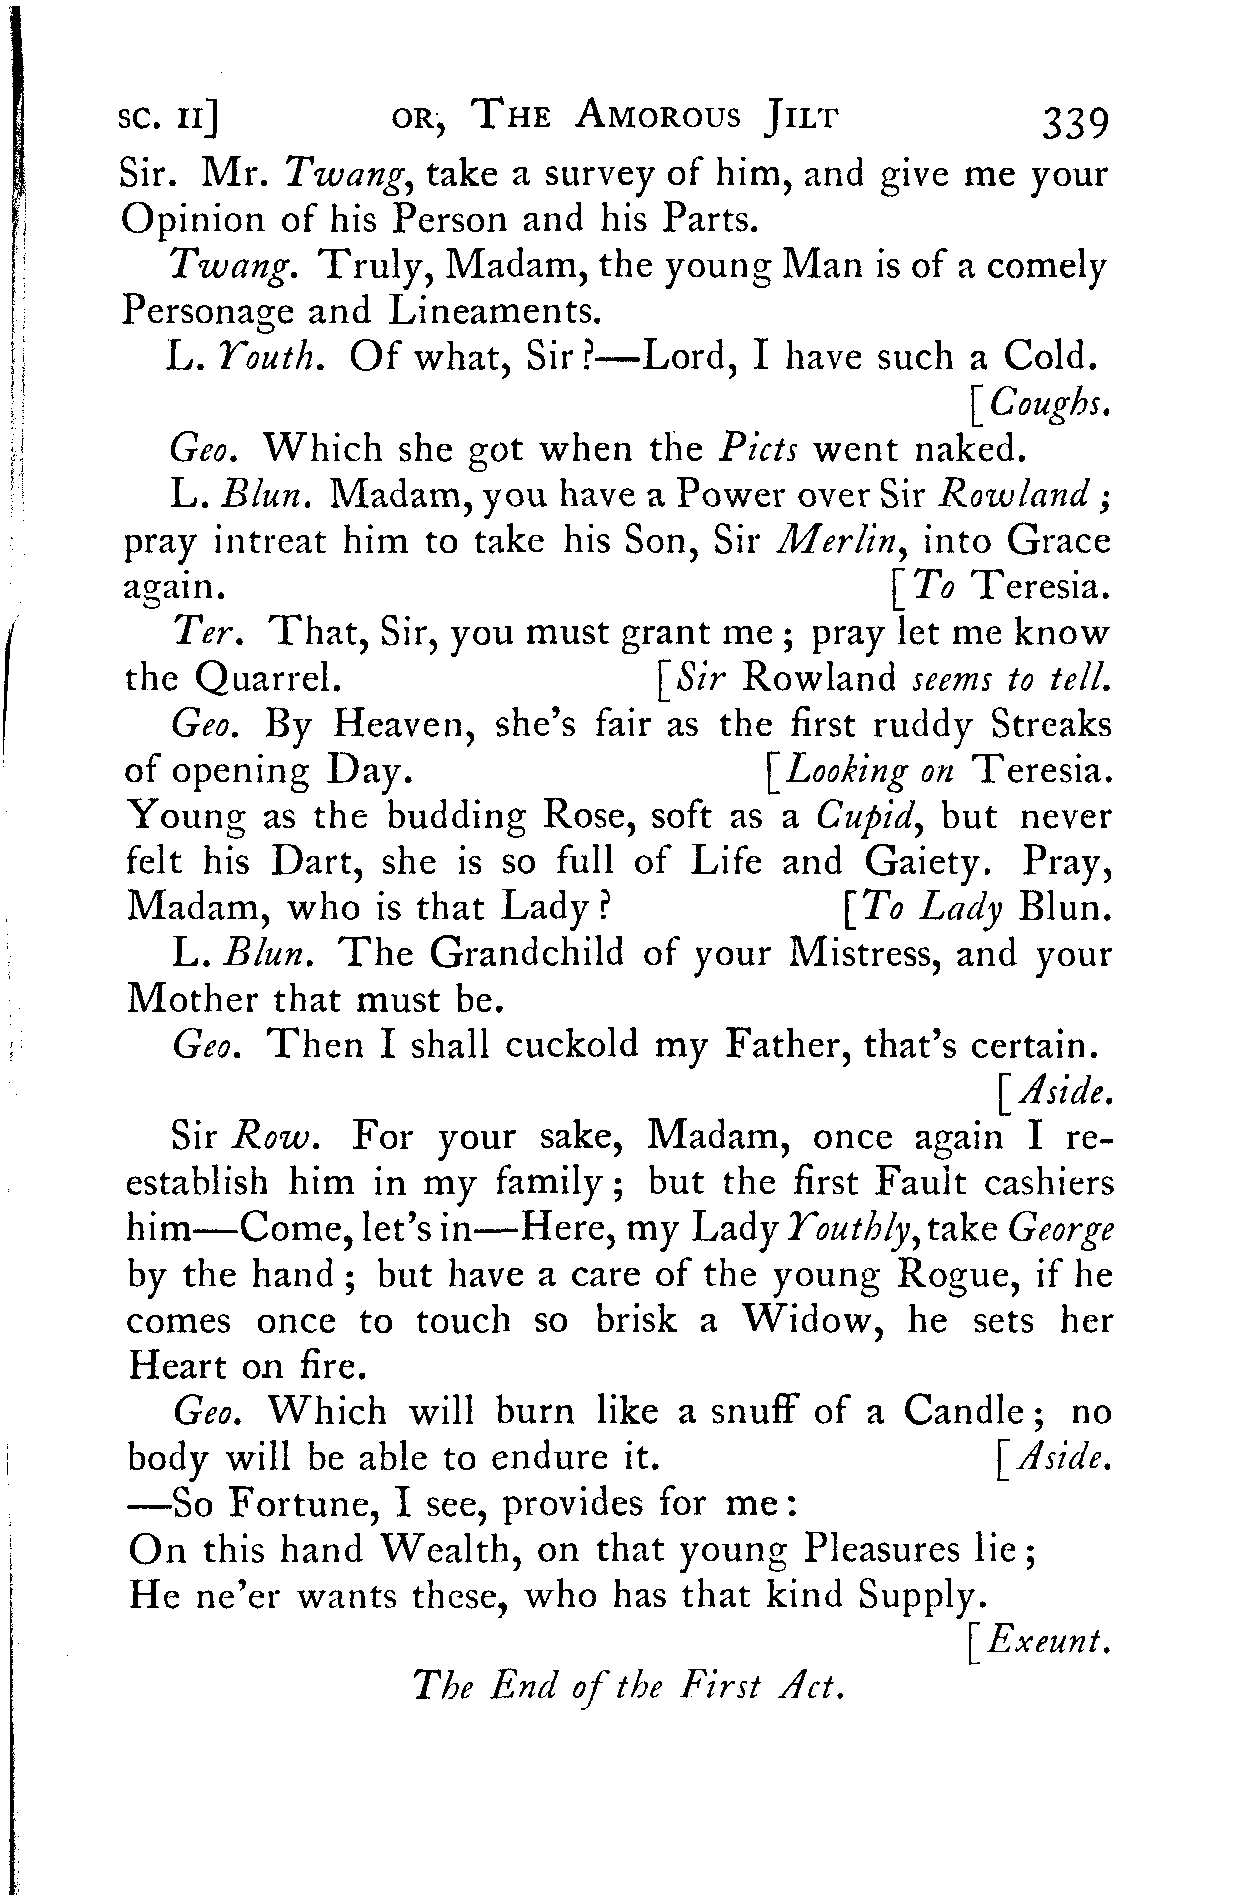 SC. II] OR, THE AMOROUS JILT 339
Sir. Mr. Twang, take a survey of him, and give me your
Opinion of his Person and his Parts.
Twang. Truly, Madam, the young Man is of a comely
Personage and Lineaments.
L. Youth. Of what, Sir?—Lord, I have such a Cold.
[Coughs.
Geo. Which she got when the Picts went naked.
L. Blun. Madam, you have a Power over Sir Rowland;
pray intreat him to take his Son, Sir Merlin, into Grace
again. [To Teresia.
Ter. That, Sir, you must grant me; pray let me know
the Quarrel. [Sir Rowland seems to tell.
Geo. By Heaven, she's fair as the first ruddy Streaks
of opening Day. [Looking on Teresia.
Young as the budding Rose, soft as a Cupid, but never
felt his Dart, she is so full of Life and Gaiety. Pray,
Madam, who is that Lady? [To Lady Blun.
L. Blun. The Grandchild of your Mistress, and your
Mother that must be.
Geo. Then I shall cuckold my Father, that's certain.
[Aside.
Sir Row. For your sake, Madam, once again I re-
establish him in my family; but the first Fault cashiers
him—Come, let's in—Here, my Lady Youthly, take George
by the hand; but have a care of the young Rogue, if he
comes once to touch so brisk a Widow, he sets her
Heart on fire.
Geo. Which will burn like a snuff of a Candle; no
body will be able to endure it. [Aside.
—So Fortune, I see, provides for me:
On this hand Wealth, on that young Pleasures lie;
He ne'er wants these, who has that kind Supply.
[Exeunt.
The End of the First Act.